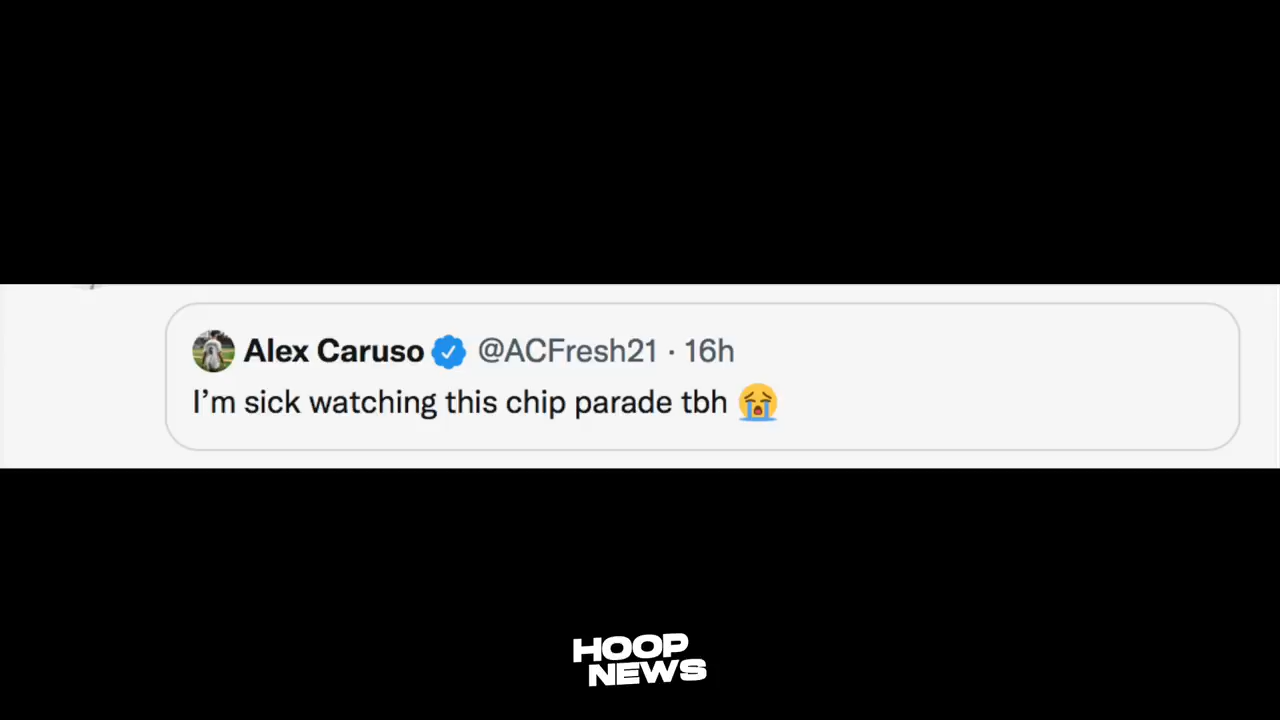 Alex Caruso @ACFresh21 · 16h
I’m sick watching this chip parade tbh 😭
HOOP
NEWS